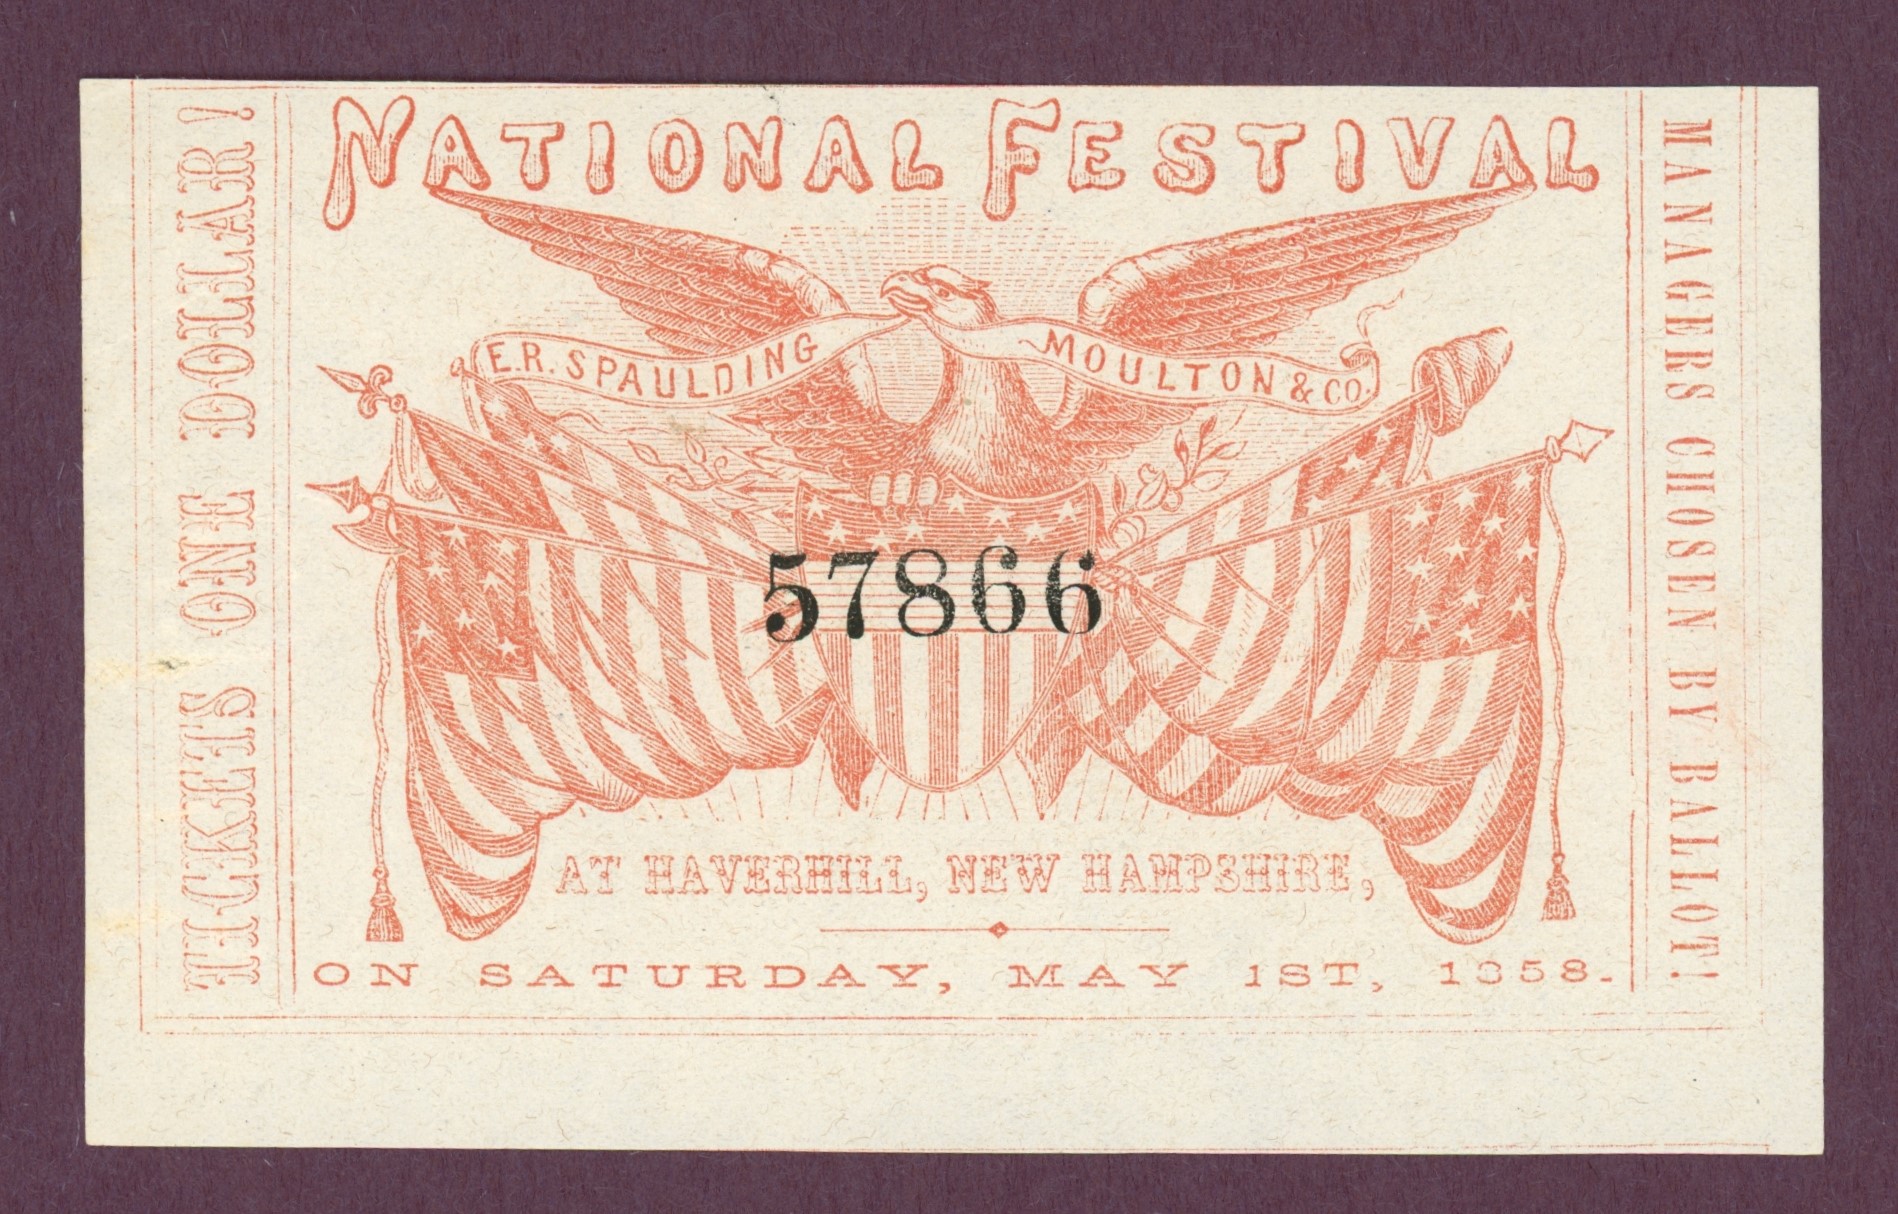 NATIONAL FESTIVAL
E.R. SPAULDING MOULTON & CO.
57866
AT HAVERHILL, NEW HAMPSHIRE,
ON SATURDAY, MAY 1ST, 1858.
TICKETS ONE DOLLAR!
MANAGERS CHOSEN BY BALLOT!